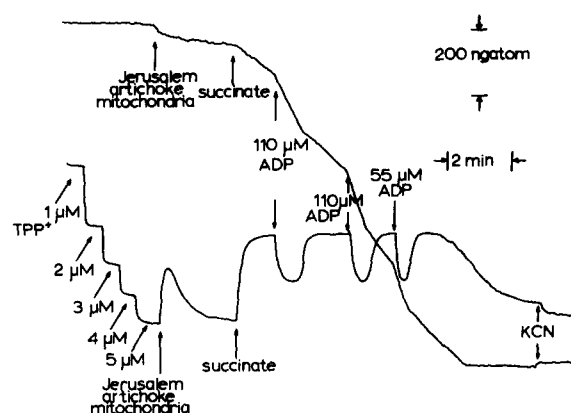 200 ngatom
Jerusalem
artichoke
mitochondria
succinate
110 µM
ADP
2 min
55 µM
ADP
110µM
ADP
1 µM
TPP⁺
2 µM
3 µM
4 µM
5 µM
Jerusalem
artichoke
mitochondria
succinate
KCN